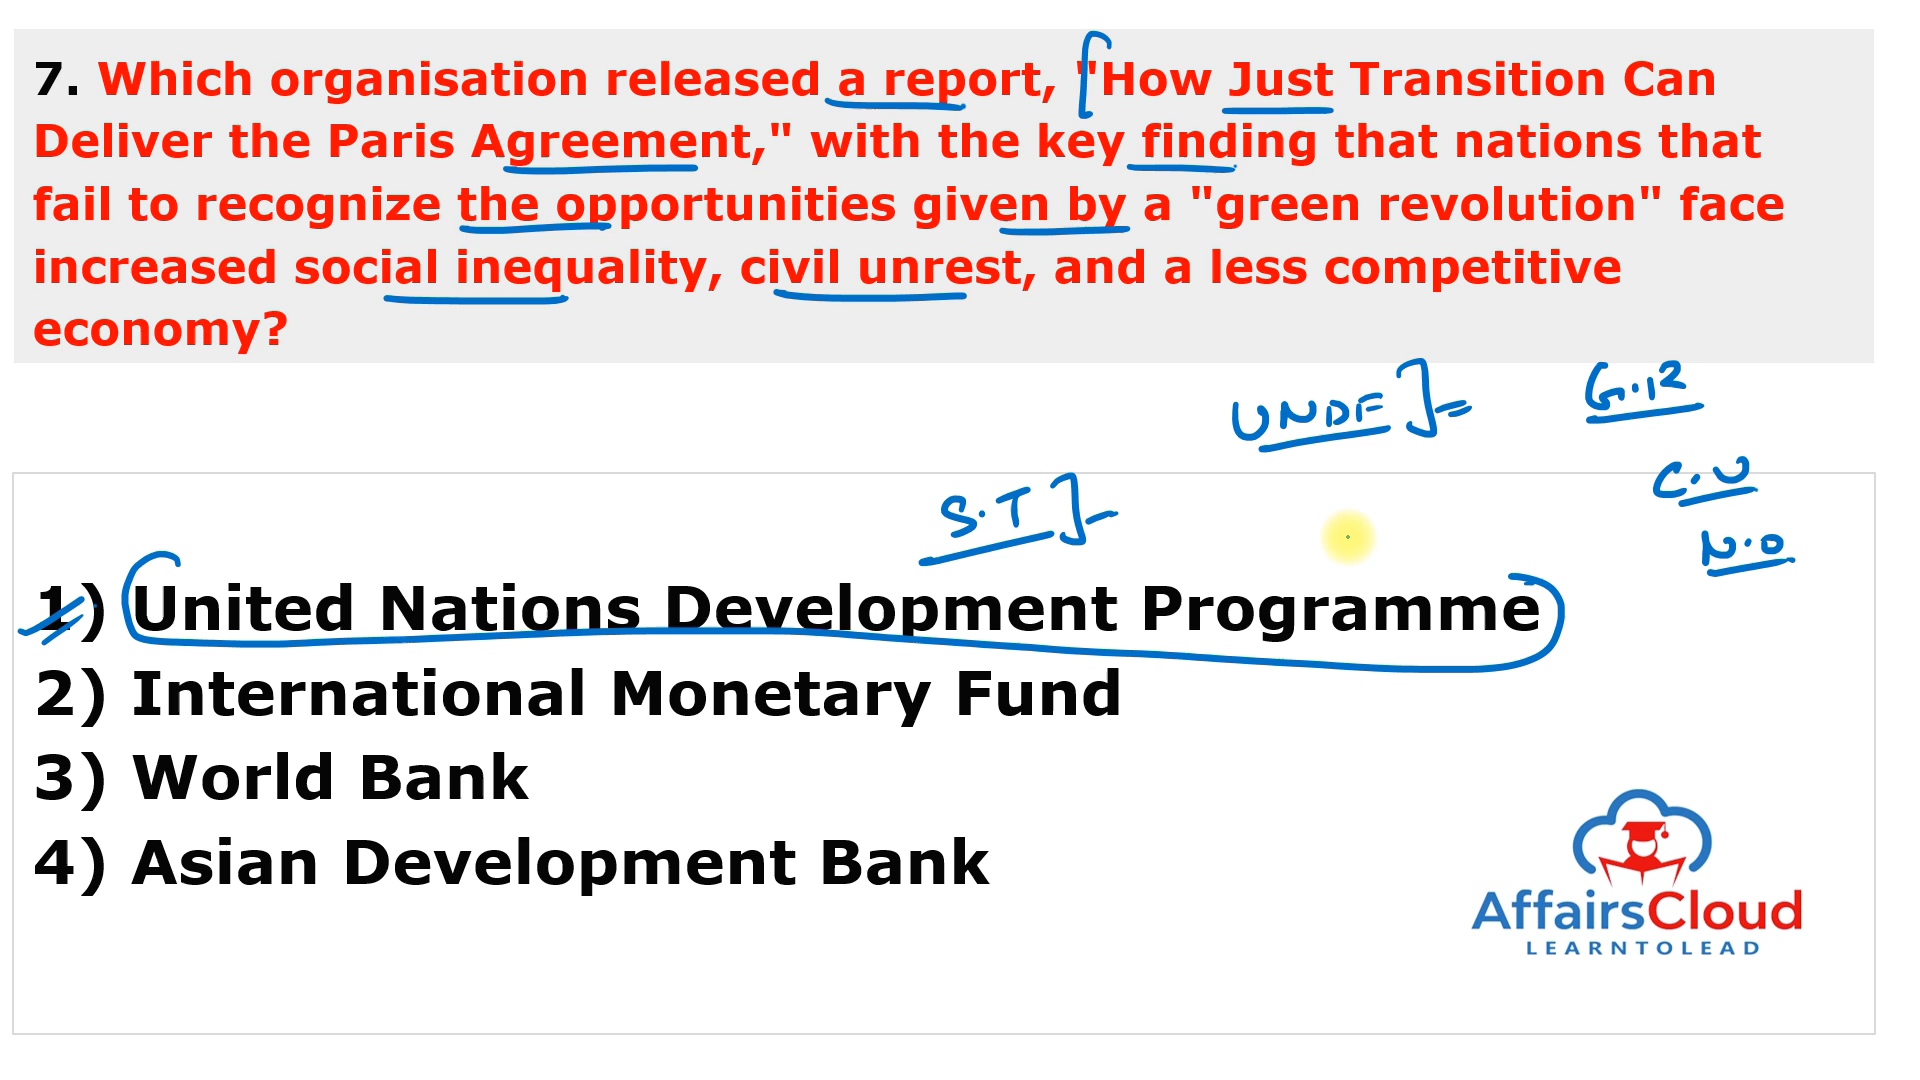 7. Which organisation released a report, "How Just Transition Can
Deliver the Paris Agreement," with the key finding that nations that
fail to recognize the opportunities given by a "green revolution" face
increased social inequality, civil unrest, and a less competitive
economy?
UNDF
G.12
C.U
N.O
S.T
1) United Nations Development Programme
2) International Monetary Fund
3) World Bank
4) Asian Development Bank
AffairsCloud
LEARNTOLEAD